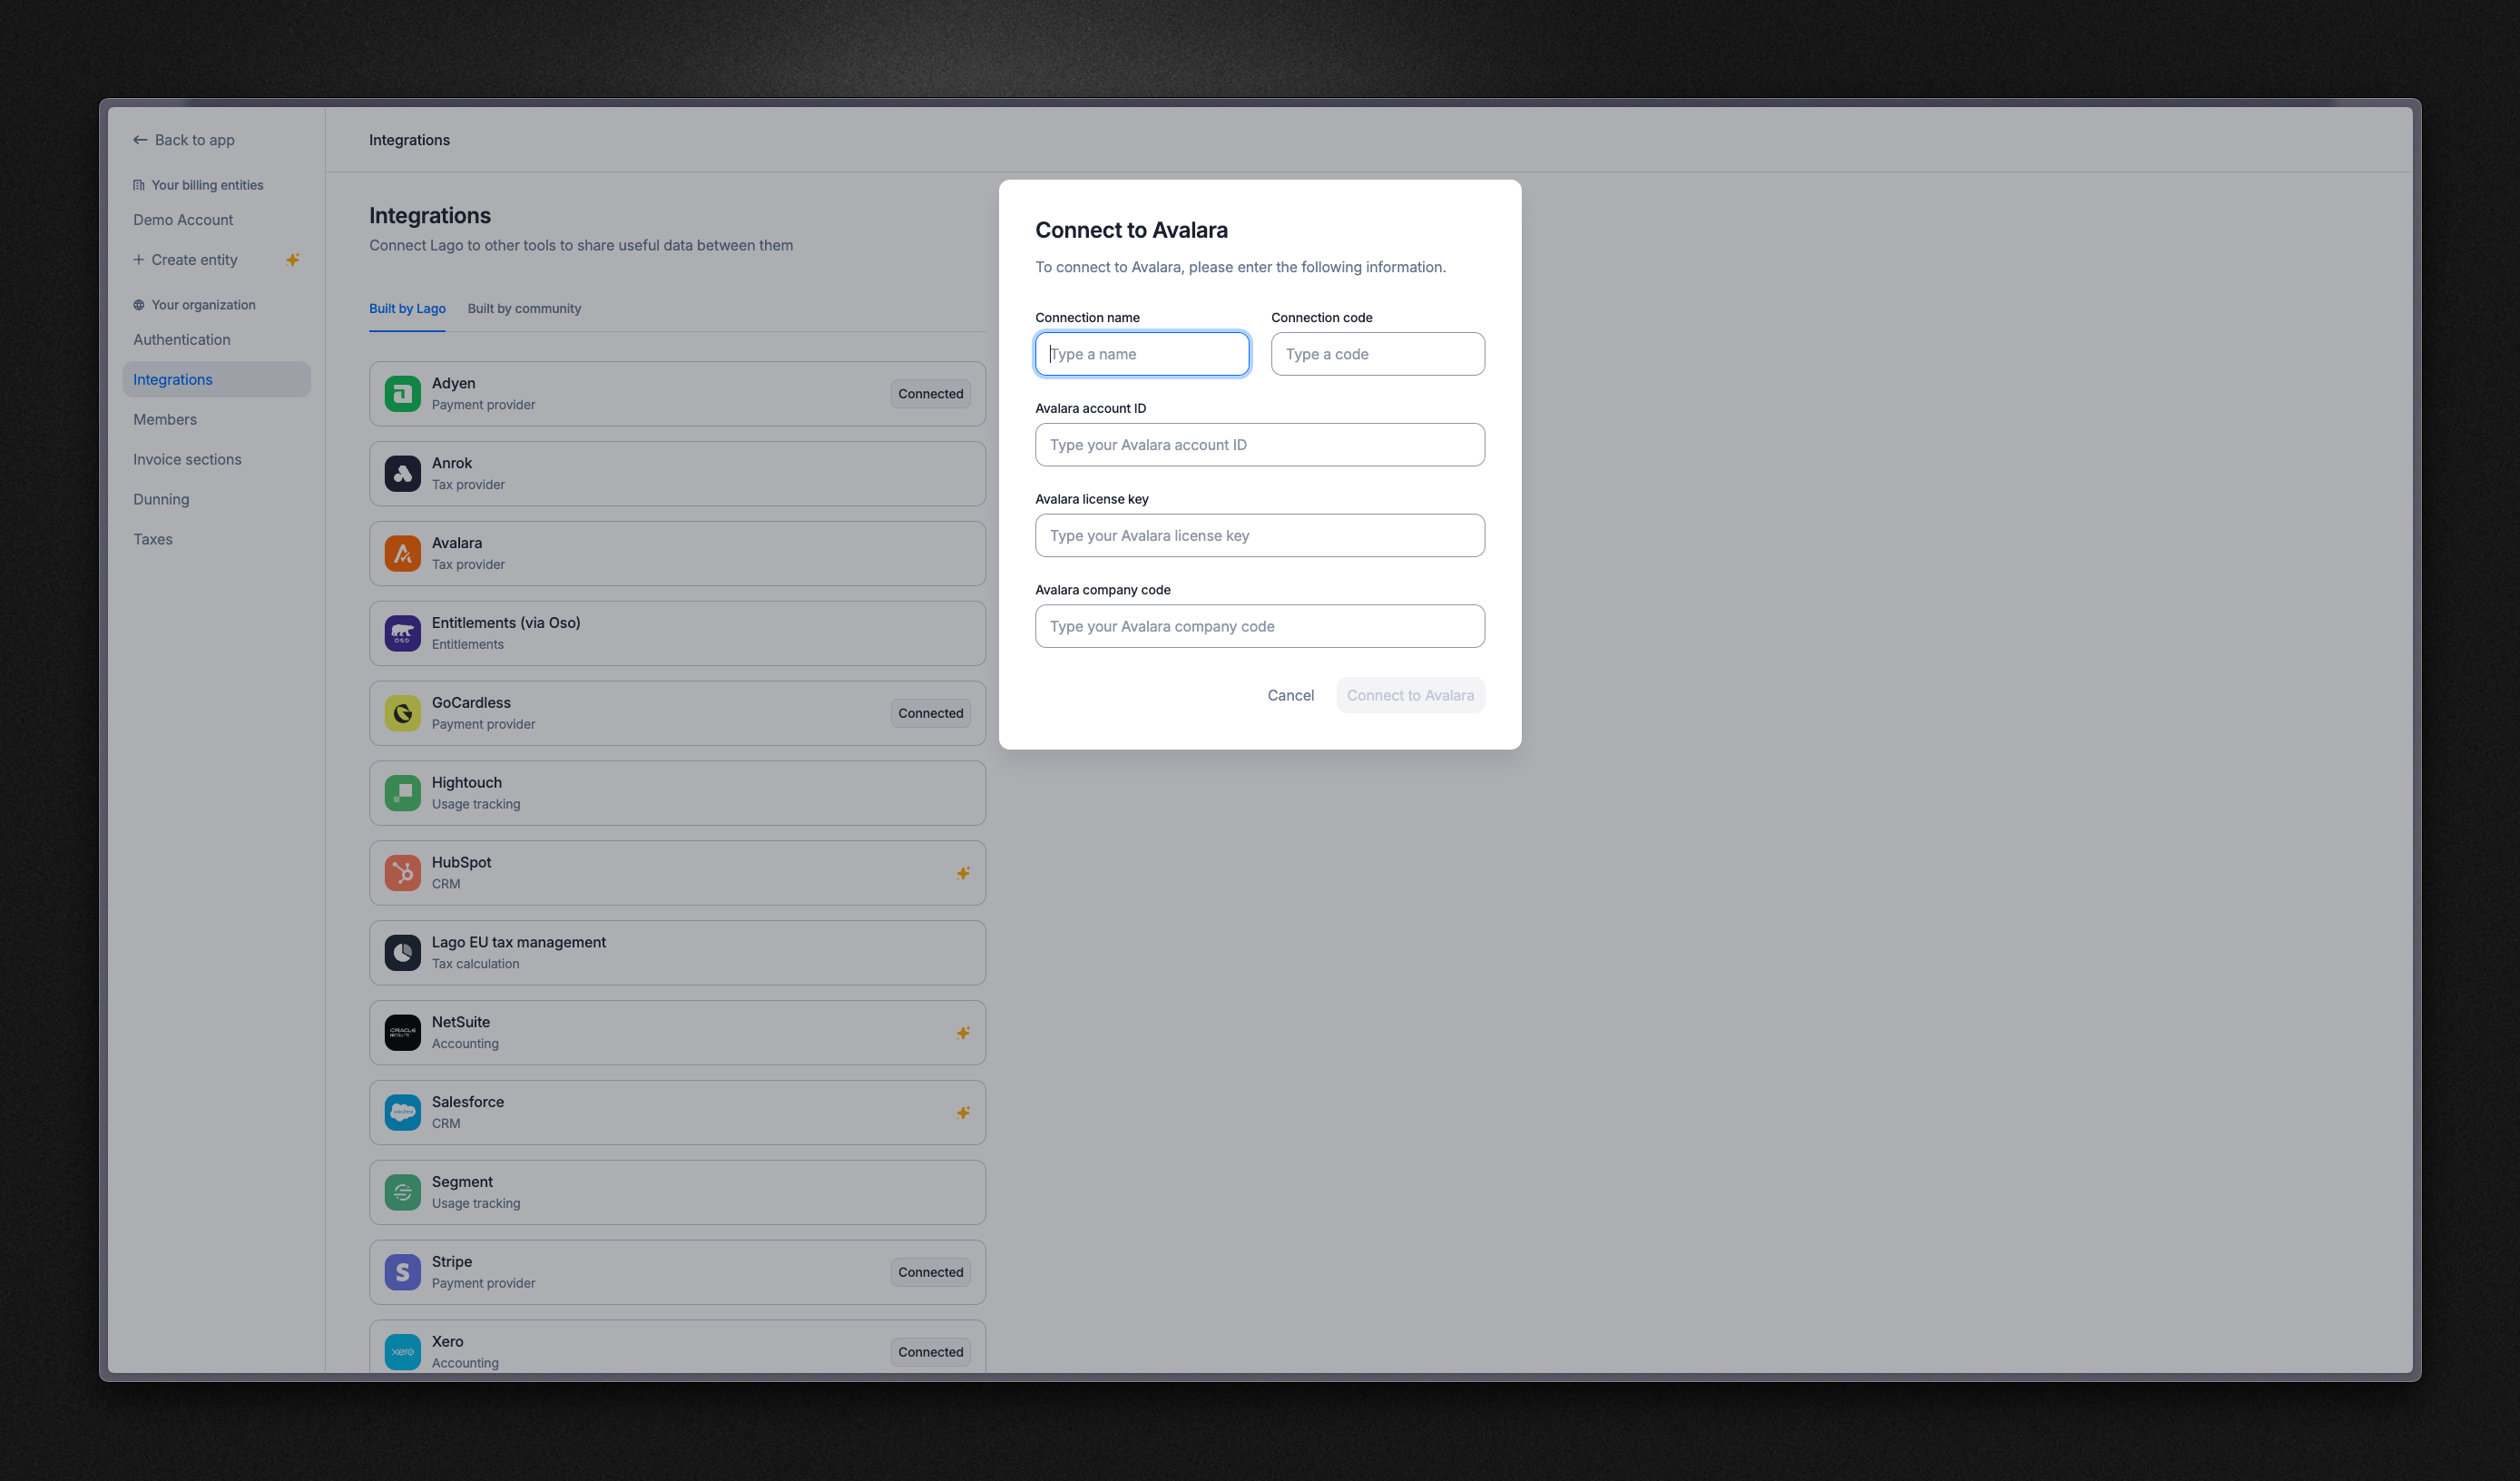 Back to app
Your billing entities
Demo Account
Create entity
Your organization
Authentication
Integrations
Members
Invoice sections
Dunning
Taxes
Integrations
Integrations
Connect Lago to other tools to share useful data between them
Built by Lago
Built by community
Adyen
Payment provider
Connected
Anrok
Tax provider
Avalara
Tax provider
Entitlements (via Oso)
Entitlements
OSO
GoCardless
Payment provider
Connected
Hightouch
Usage tracking
HubSpot
CRM
Lago EU tax management
Tax calculation
ORACLE
NETSUITE
NetSuite
Accounting
salesforce
Salesforce
CRM
Segment
Usage tracking
S
Stripe
Payment provider
Connected
xero
Xero
Accounting
Connected
Connect to Avalara
To connect to Avalara, please enter the following information.
Connection name
Connection code
Type a name
Type a code
Avalara account ID
Type your Avalara account ID
Avalara license key
Type your Avalara license key
Avalara company code
Type your Avalara company code
Cancel
Connect to Avalara